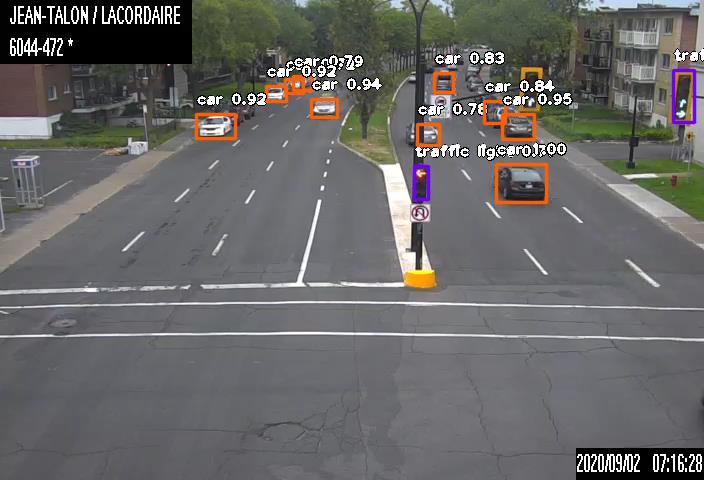 JEAN-TALON / LACORDAIRE
6044-472 *
car 0.79
car 0.92
car 0.94
car 0.92
car 0.83
car 0.84
car 0.95
car 0.78
traffic
car 1.00
2020/09/02 07:16:28